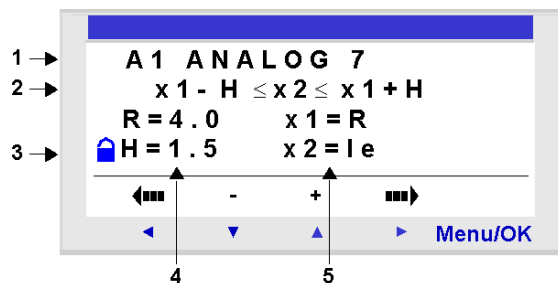 1 A1 ANALOG 7
2 x1 - H ≤ x2 ≤ x1 + H
R = 4.0 x1 = R
3 H = 1.5 x2 = Ie
- +
Menu/OK
4 5